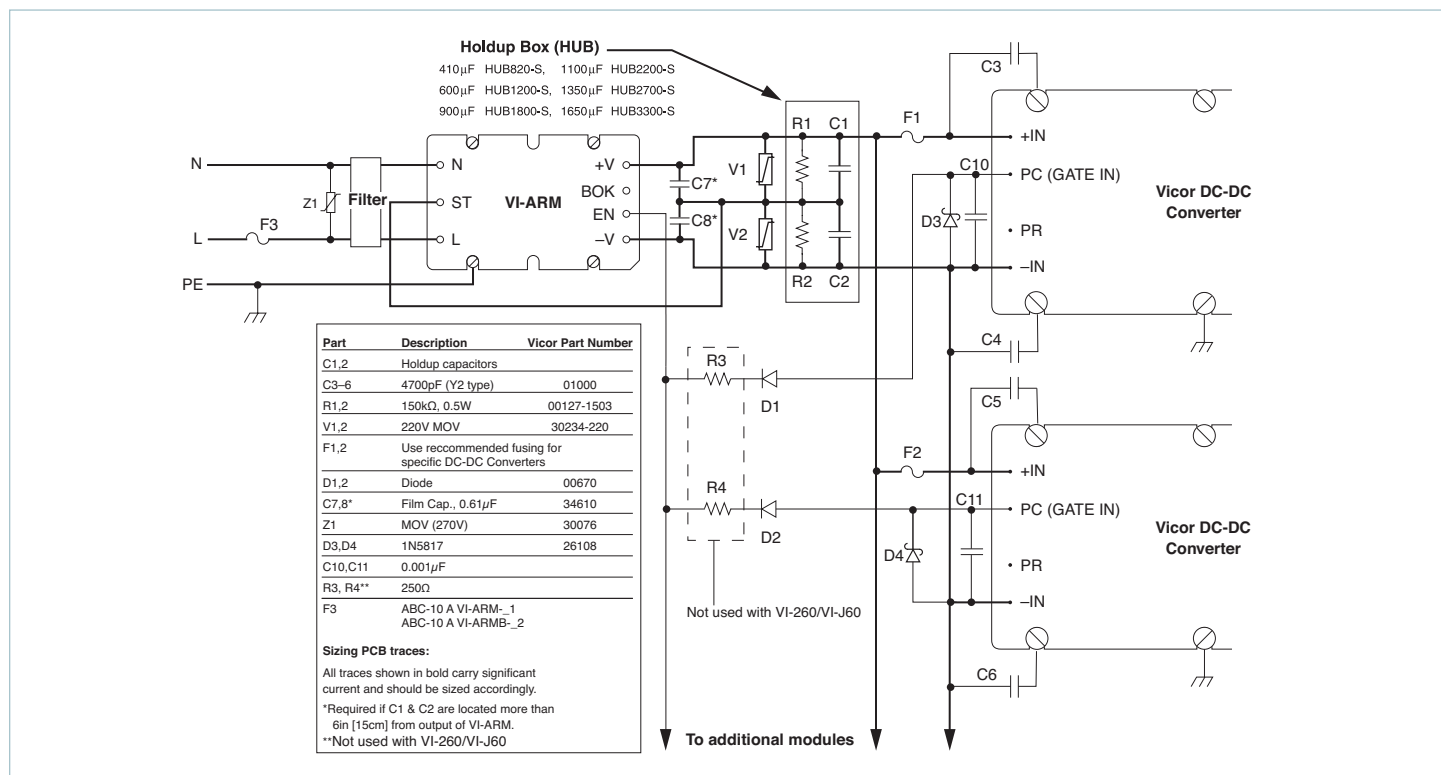 Holdup Box (HUB)
410µF HUB820-S, 1100µF HUB2200-S
600µF HUB1200-S, 1350µF HUB2700-S
900µF HUB1800-S, 1650µF HUB3300-S
N
Z1
Filter
F3
L
PE
N
ST
L
VI-ARM
+V
BOK
EN
–V
C7*
C8*
V1
V2
R1
C1
R2
C2
F1
C3
+IN
C10
PC (GATE IN)
D3
PR
–IN
Vicor DC-DC
Converter
C4
R3
D1
C5
F2
+IN
R4
D2
C11
PC (GATE IN)
D4
PR
–IN
Vicor DC-DC
Converter
C6
Not used with VI-260/VI-J60
To additional modules
Part Description Vicor Part Number
C1,2 Holdup capacitors
C3–6 4700pF (Y2 type) 01000
R1,2 150kΩ, 0.5W 00127-1503
V1,2 220V MOV 30234-220
F1,2 Use reccommended fusing for
specific DC-DC Converters
D1,2 Diode 00670
C7,8* Film Cap., 0.61µF 34610
Z1 MOV (270V) 30076
D3,D4 1N5817 26108
C10,C11 0.001µF
R3, R4** 250Ω
F3 ABC-10 A VI-ARM-_1
ABC-10 A VI-ARMB-_2
Sizing PCB traces:
All traces shown in bold carry significant
current and should be sized accordingly.
*Required if C1 & C2 are located more than
6in [15cm] from output of VI-ARM.
**Not used with VI-260/VI-J60